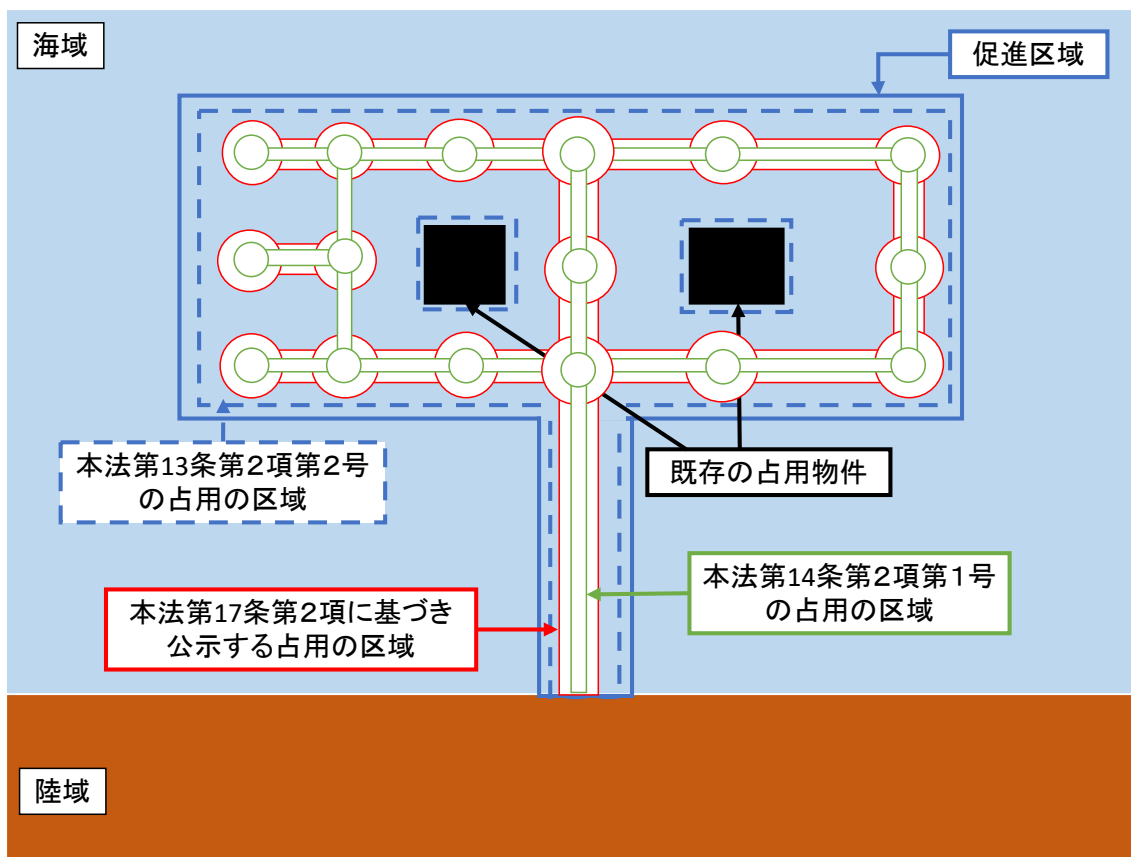 海域
促進区域
本法第13条第２項第２号
の占用の区域
既存の占用物件
本法第14条第２項第１号
の占用の区域
本法第17条第２項に基づき
公示する占用の区域
陸域